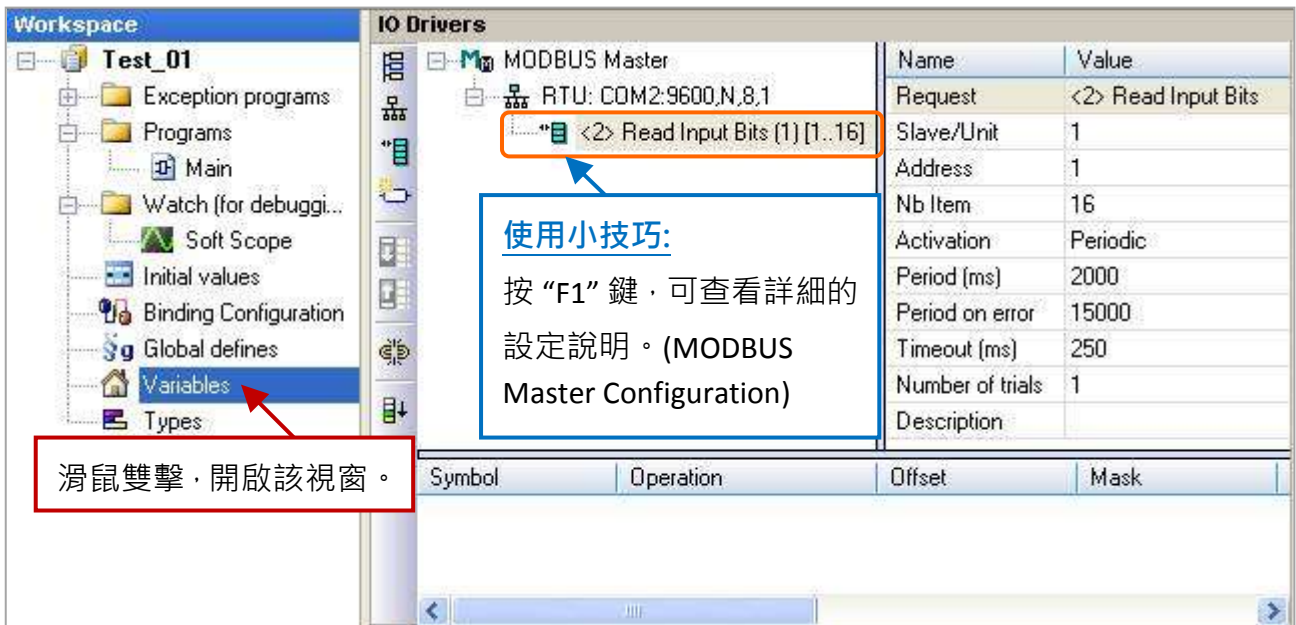 Workspace
Test_01
Exception programs
Programs
Main
Watch (for debuggi...
Soft Scope
Initial values
Binding Configuration
Global defines
Variables
Types
滑鼠雙擊，開啟該視窗。
IO Drivers
MODBUS Master
RTU: COM2:9600,N,8,1
<2> Read Input Bits (1) [1..16]
使用小技巧:
按 “F1” 鍵，可查看詳細的
設定說明。(MODBUS
Master Configuration)
Name Value
Request <2> Read Input Bits
Slave/Unit 1
Address 1
Nb Item 16
Activation Periodic
Period (ms) 2000
Period on error 15000
Timeout (ms) 250
Number of trials 1
Description
Symbol Operation Offset Mask